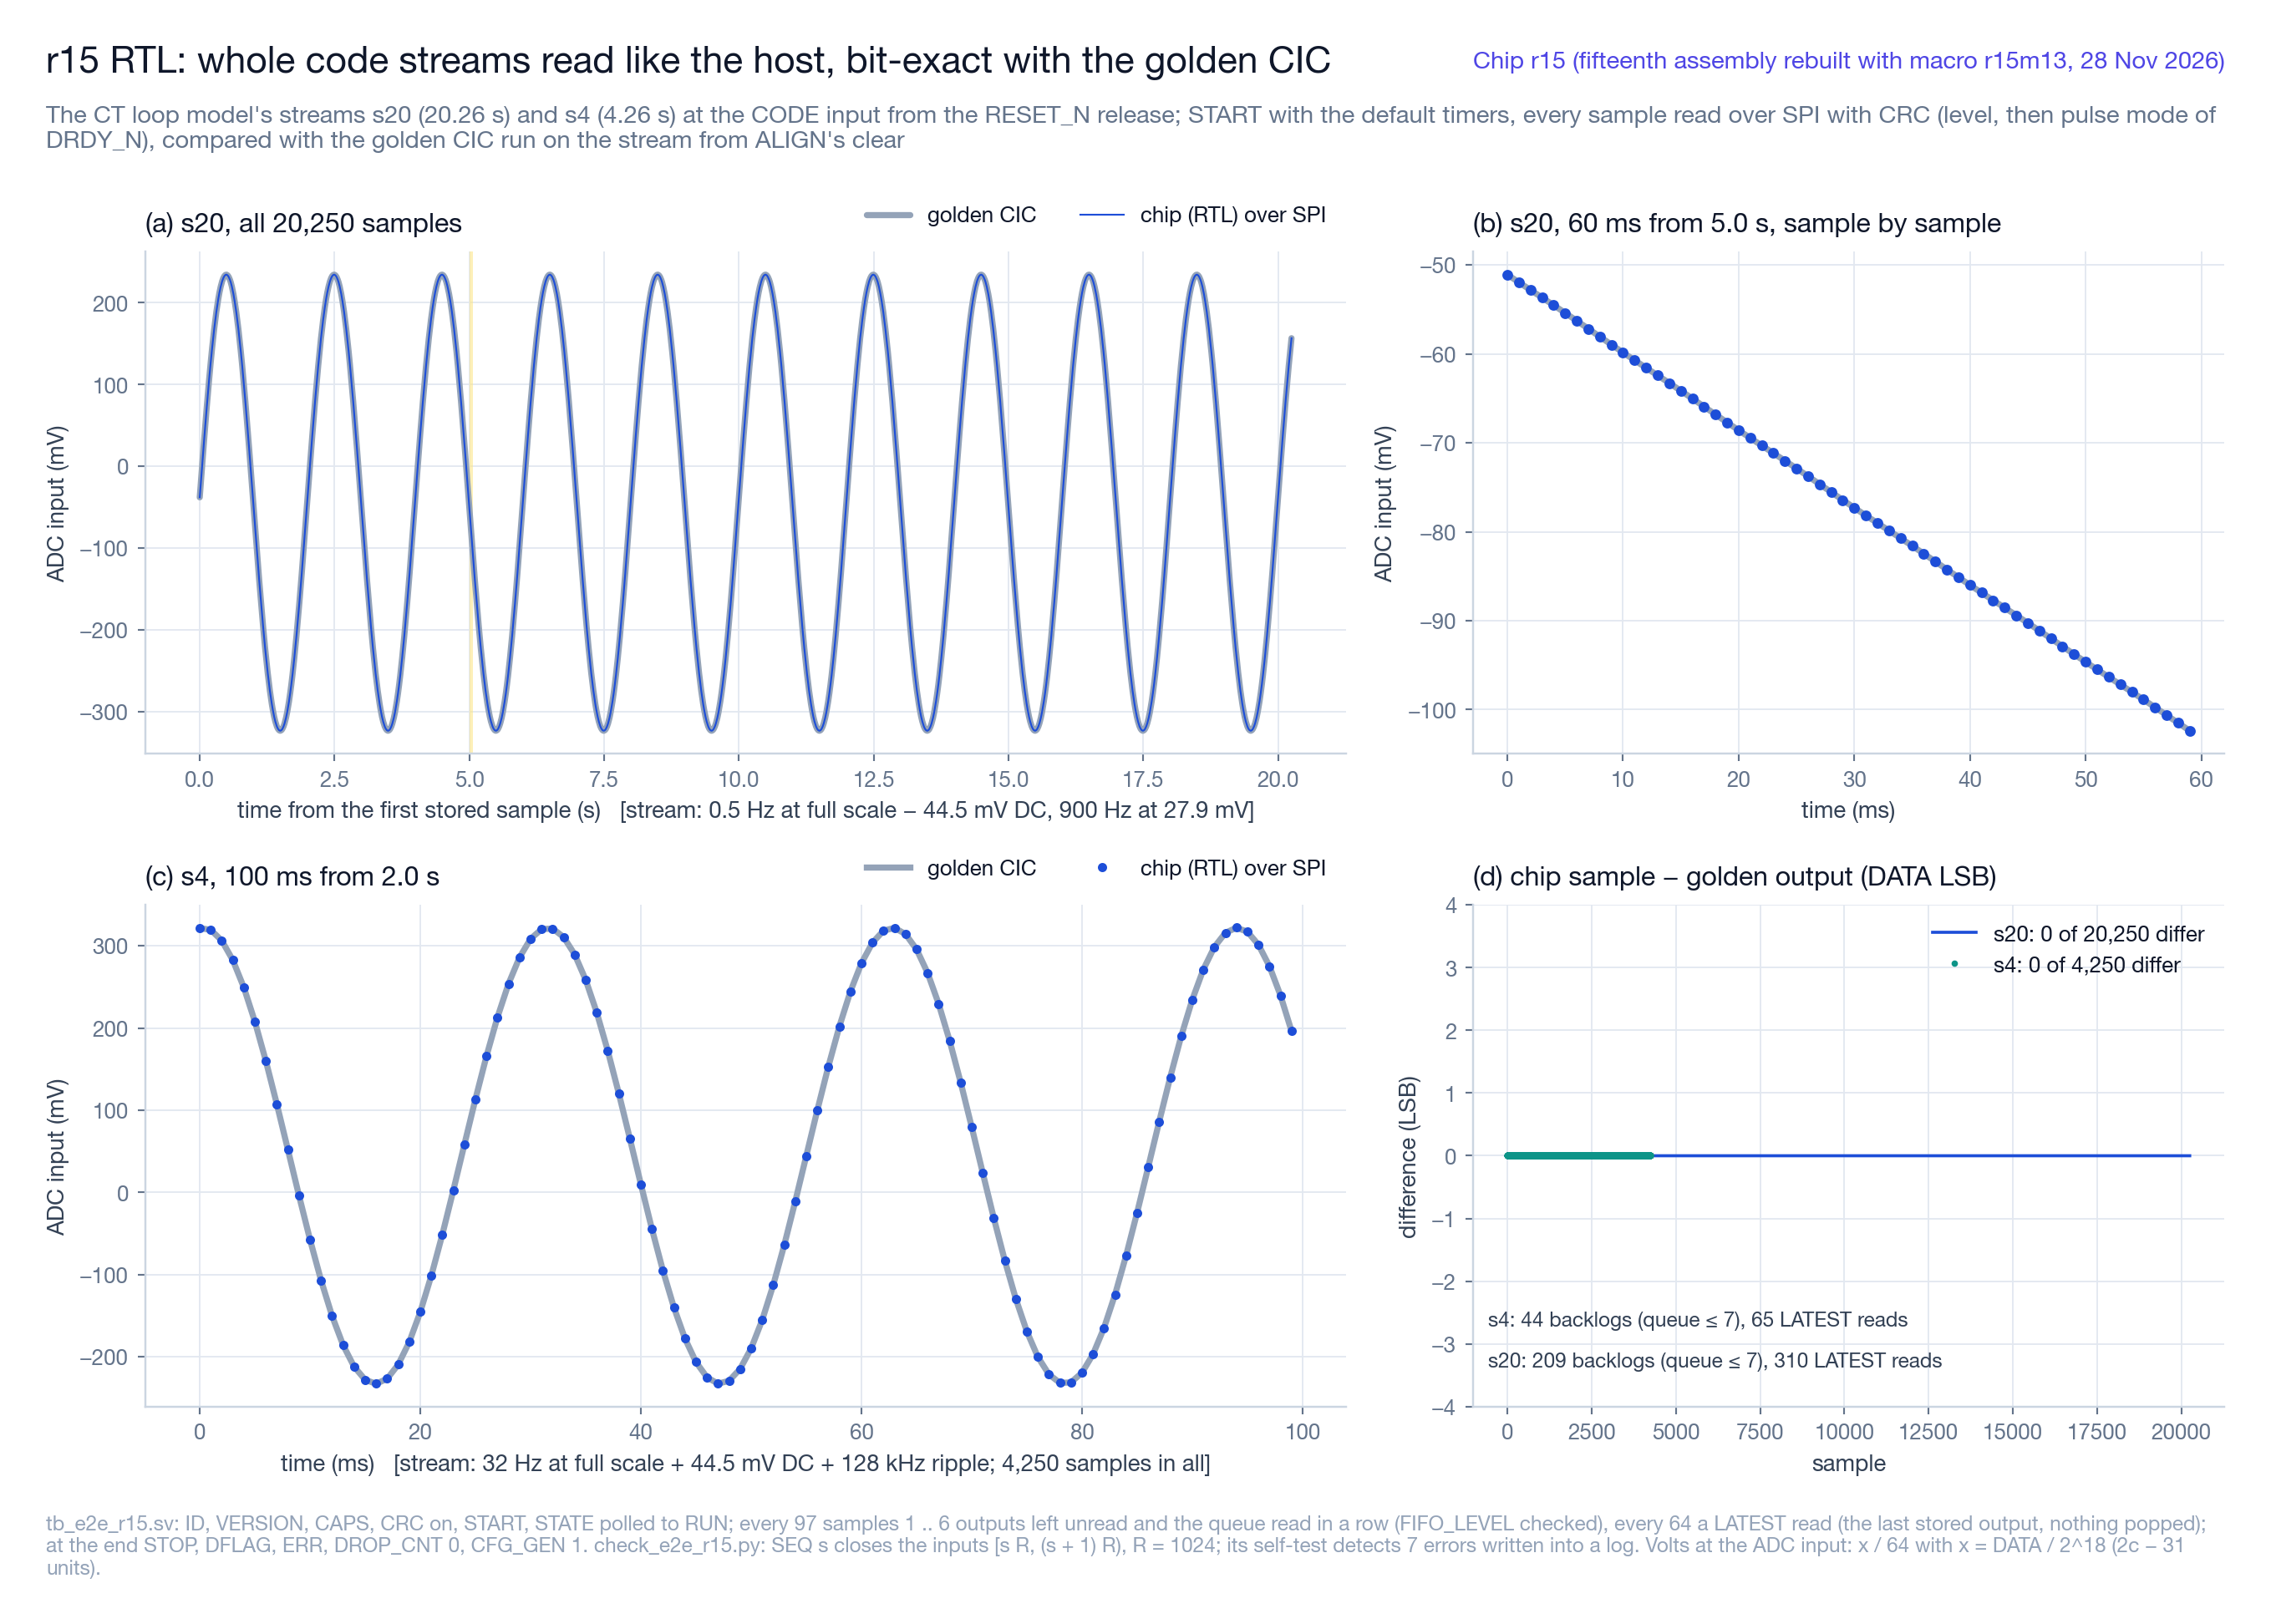 r15 RTL: whole code streams read like the host, bit-exact with the golden CIC
Chip r15 (fifteenth assembly rebuilt with macro r15m13, 28 Nov 2026)
The CT loop model's streams s20 (20.26 s) and s4 (4.26 s) at the CODE input from the RESET_N release; START with the default timers, every sample read over SPI with CRC (level, then pulse mode of
DRDY_N), compared with the golden CIC run on the stream from ALIGN's clear
(a) s20, all 20,250 samples
golden CIC
chip (RTL) over SPI
ADC input (mV)
200
100
0
−100
−200
−300
0.0
2.5
5.0
7.5
10.0
12.5
15.0
17.5
20.0
time from the first stored sample (s) [stream: 0.5 Hz at full scale − 44.5 mV DC, 900 Hz at 27.9 mV]
(b) s20, 60 ms from 5.0 s, sample by sample
ADC input (mV)
−50
−60
−70
−80
−90
−100
0
10
20
30
40
50
60
time (ms)
(c) s4, 100 ms from 2.0 s
golden CIC
chip (RTL) over SPI
ADC input (mV)
300
200
100
0
−100
−200
0
20
40
60
80
100
time (ms) [stream: 32 Hz at full scale + 44.5 mV DC + 128 kHz ripple; 4,250 samples in all]
(d) chip sample − golden output (DATA LSB)
difference (LSB)
4
3
2
1
0
−1
−2
−3
−4
s20: 0 of 20,250 differ
s4: 0 of 4,250 differ
s4: 44 backlogs (queue ≤ 7), 65 LATEST reads
s20: 209 backlogs (queue ≤ 7), 310 LATEST reads
0
2500
5000
7500
10000
12500
15000
17500
20000
sample
tb_e2e_r15.sv: ID, VERSION, CAPS, CRC on, START, STATE polled to RUN; every 97 samples 1 .. 6 outputs left unread and the queue read in a row (FIFO_LEVEL checked), every 64 a LATEST read (the last stored output, nothing popped);
at the end STOP, DFLAG, ERR, DROP_CNT 0, CFG_GEN 1. check_e2e_r15.py: SEQ s closes the inputs [s R, (s + 1) R), R = 1024; its self-test detects 7 errors written into a log. Volts at the ADC input: x / 64 with x = DATA / 2^18 (2c − 31
units).